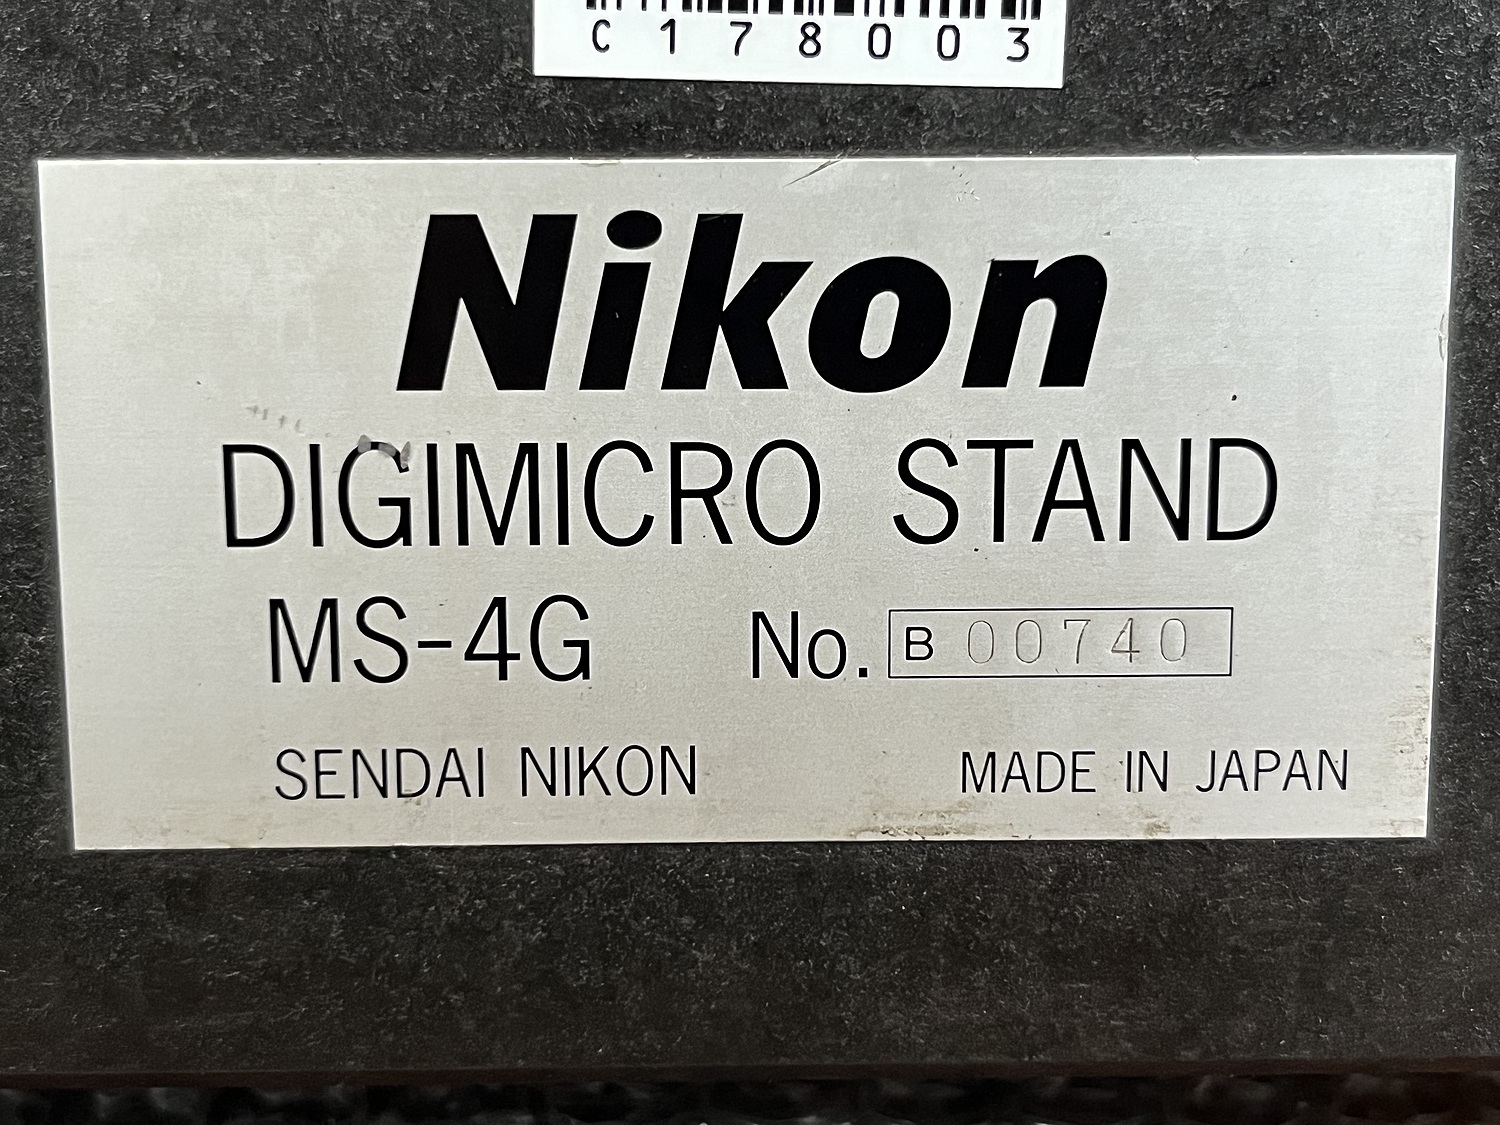 C178003
Nikon
DIGIMICRO STAND
MS-4G No. B 00740
SENDAI NIKON MADE IN JAPAN